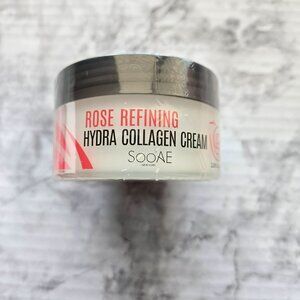 ROSE REFINING
HYDRA COLLAGEN CREAM
SOOAE